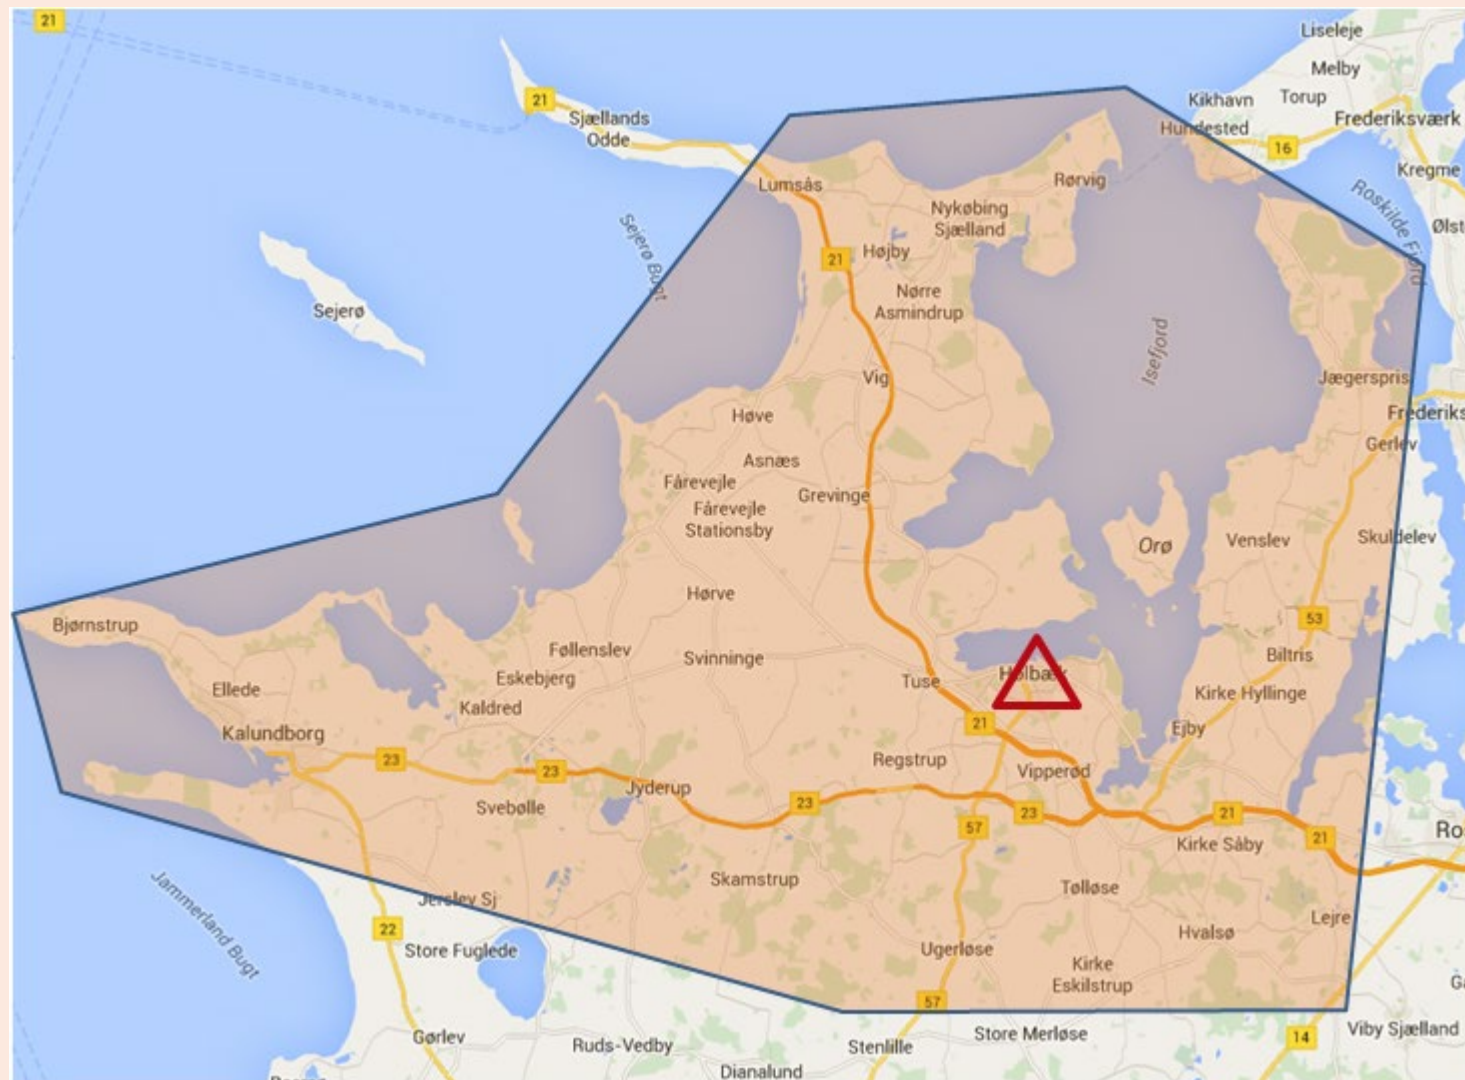 21
Liseleje
Melby
21
Kikhavn
Torup
Sjællands
Odde
Frederiksværk
Hundested
16
Kregme
Lumsås
Rørvig
Roskilde Fjord
Nykøbing
Sjælland
Sejerø Bugt
Højby
21
Nørre
Asmindrup
Sejerø
Isefjord
Vig
Jægerspris
Høve
Gerlev
Asnæs
Fårevejle
Grevinge
Fårevejle
Stationsby
Orø
Venslev
Skuldelev
Hørve
53
Bjørnstrup
Føllenslev
Svinninge
Biltris
Eskebjerg
Tuse
Holbæk
Ellede
Kirke Hyllinge
Kaldred
21
Ejby
Kalundborg
23
Regstrup
23
Vipperød
Jyderup
Svebølle
23
23
21
57
21
Kirke Såby
Skamstrup
Tølløse
Jerslev Sj
Jammerland Bugt
Lejre
22
Hvalsø
Store Fuglede
Ugerløse
Kirke
Eskilstrup
57
Gørlev
Ruds-Vedby
Store Merløse
14
Viby Sjælland
Stenlille
Dianalund